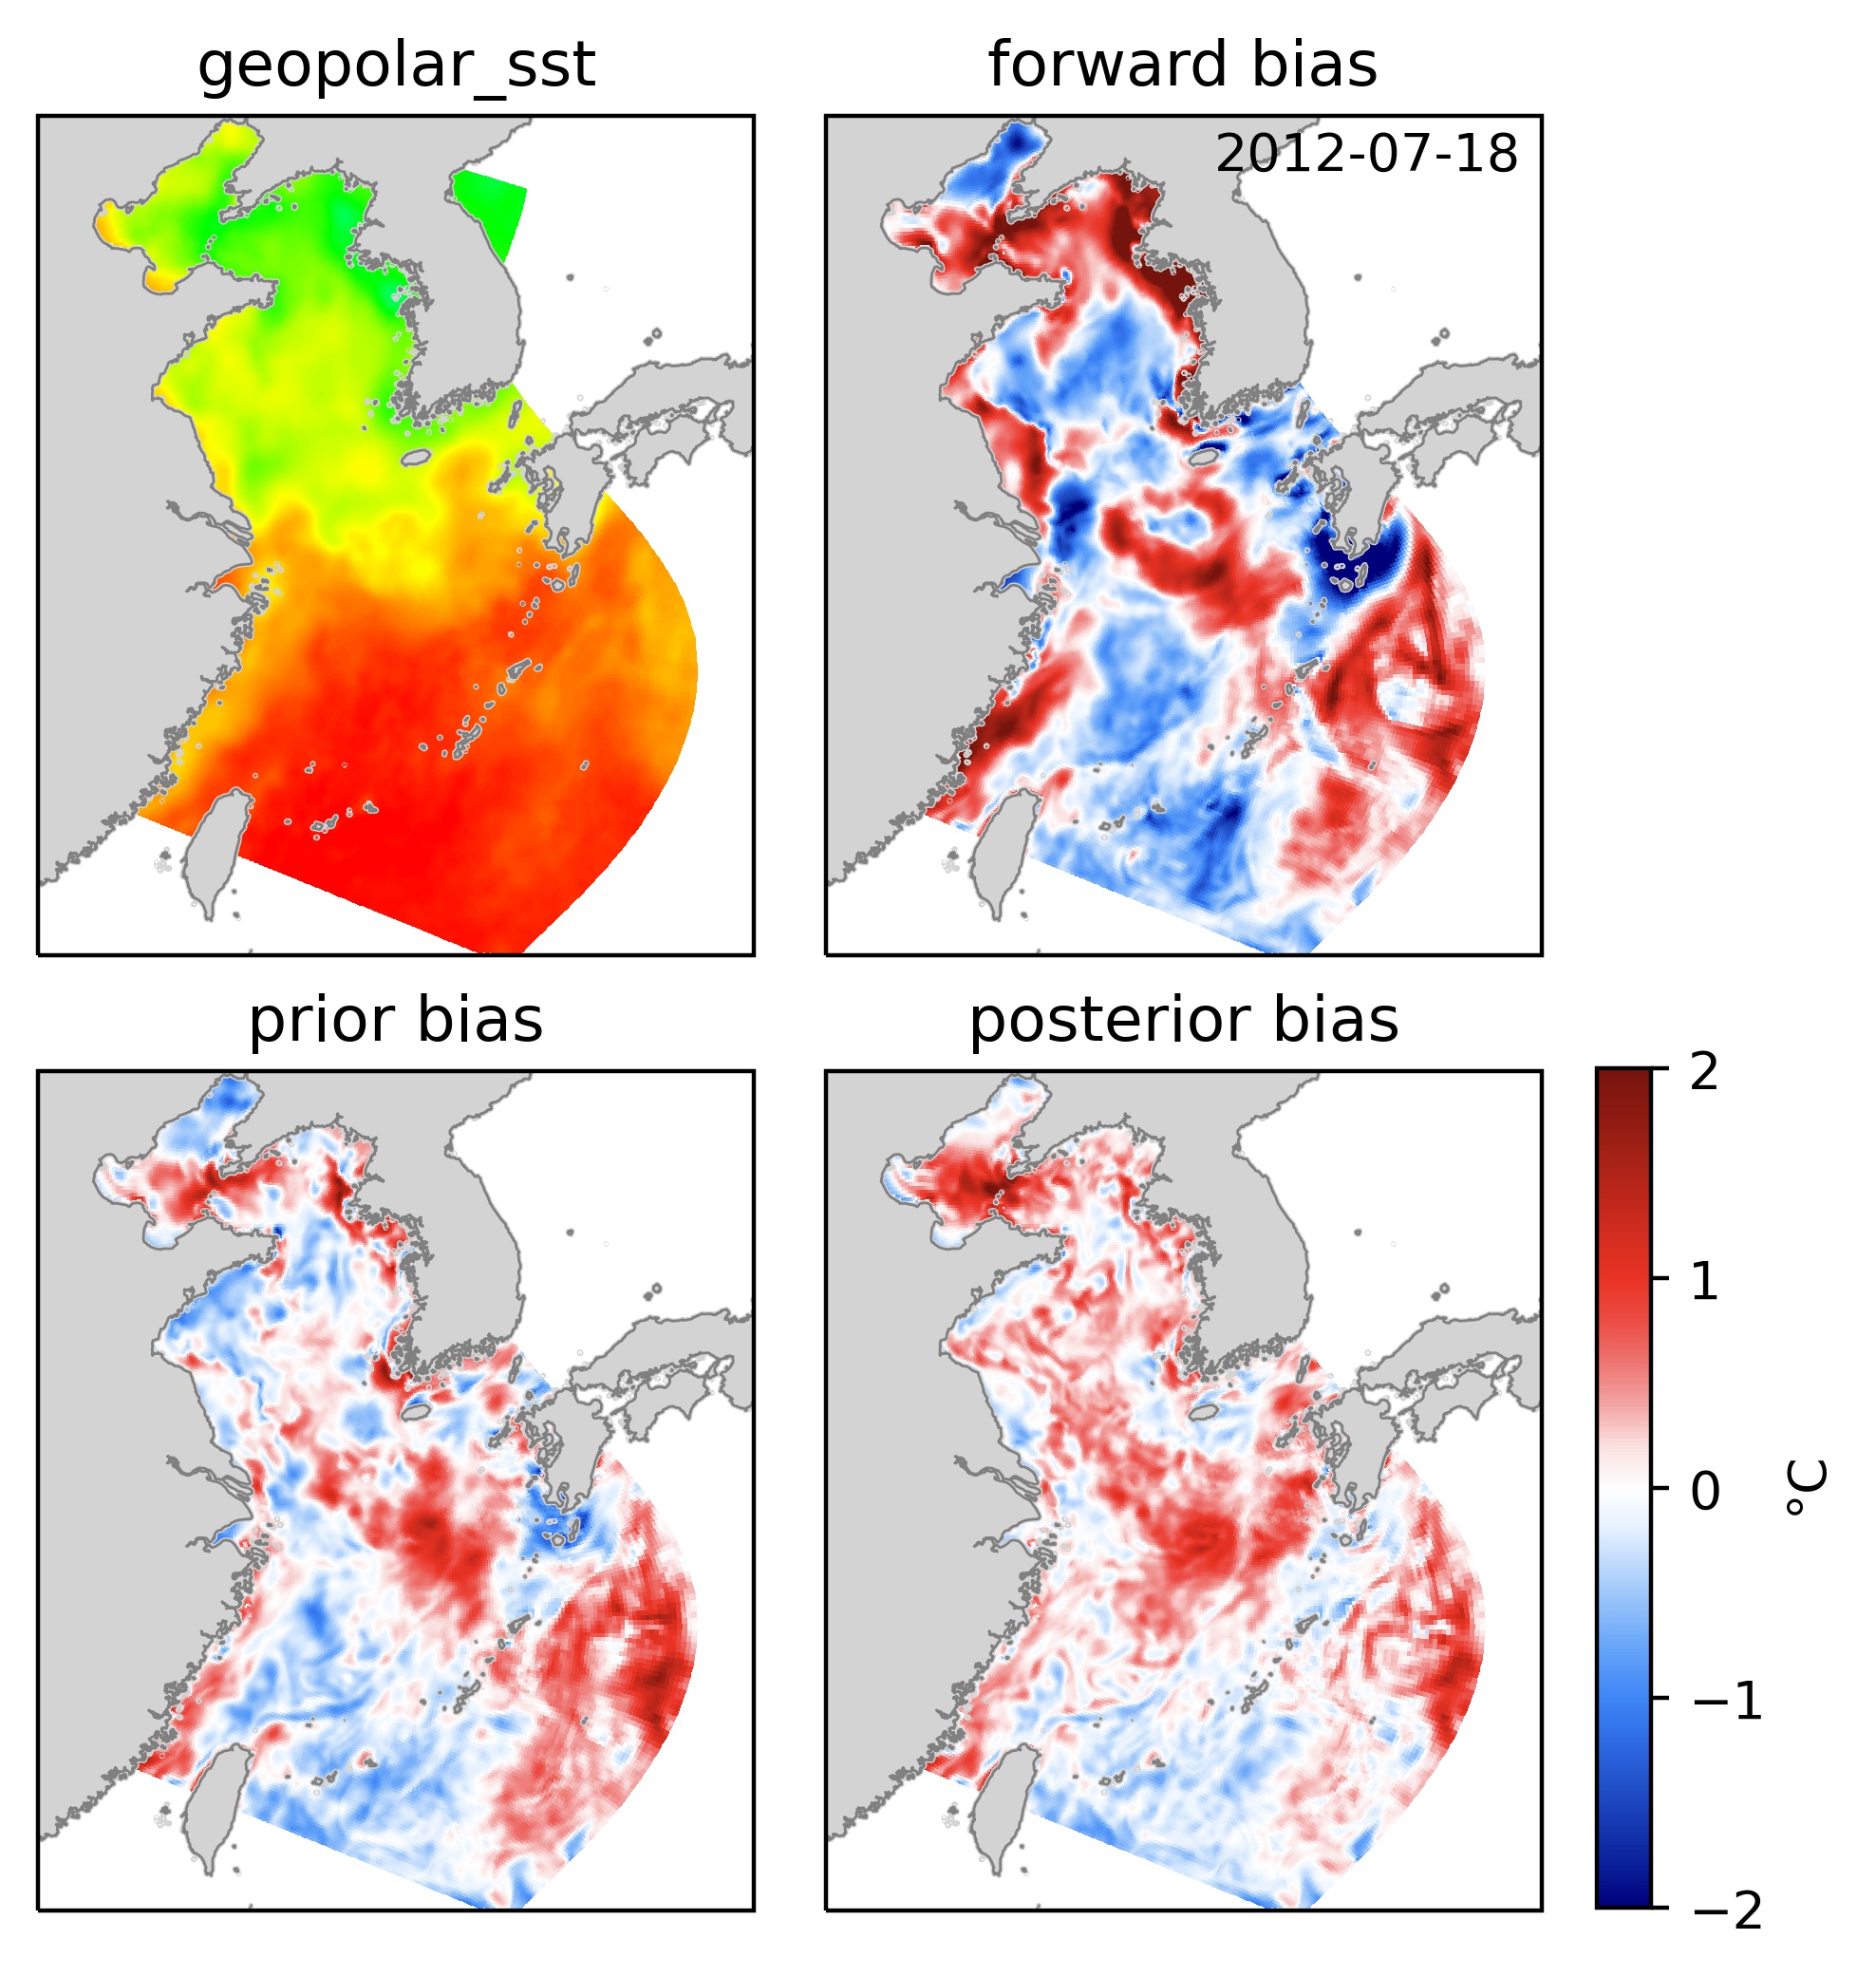 geopolar_sst
forward bias
2012-07-18
prior bias
posterior bias
2
1
0
−1
−2
°C